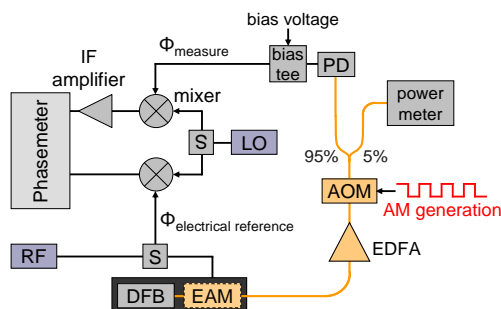 bias voltage
Φmeasure
bias
tee
PD
IF
amplifier
mixer
power
meter
Phasemeter
S
LO
95%
5%
AOM
AM generation
Φelectrical reference
EDFA
RF
S
DFB
EAM